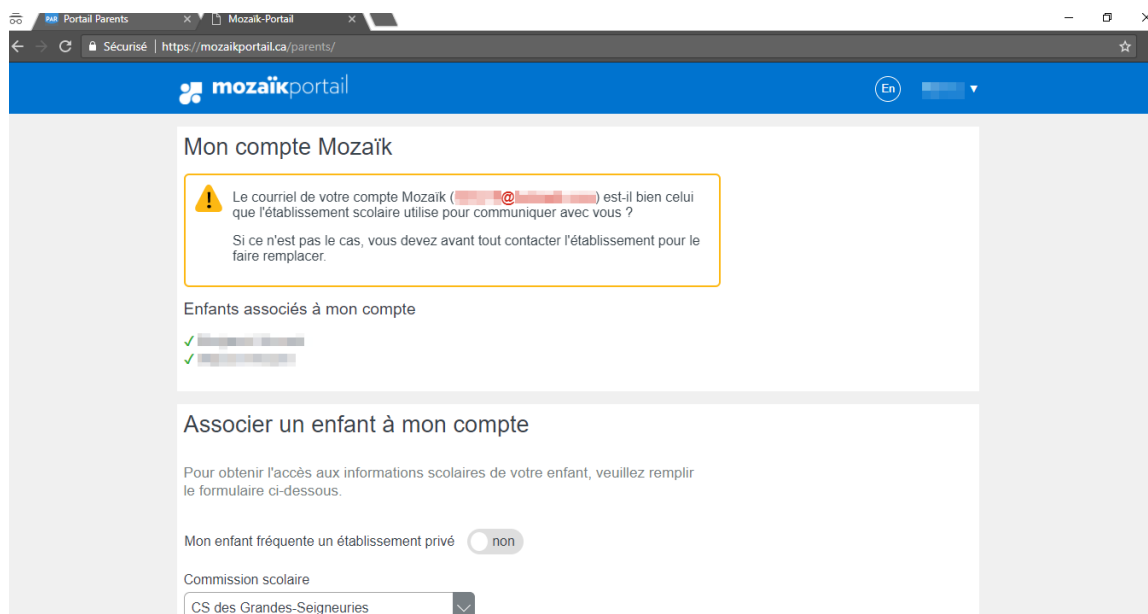 PAR Portail Parents
Mozaïk-Portail
Sécurisé
https://mozaikportail.ca/parents/
mozaïkportail
En
Mon compte Mozaïk
Le courriel de votre compte Mozaïk ( @ ) est-il bien celui
que l'établissement scolaire utilise pour communiquer avec vous ?
Si ce n'est pas le cas, vous devez avant tout contacter l'établissement pour le
faire remplacer.
Enfants associés à mon compte
Associer un enfant à mon compte
Pour obtenir l'accès aux informations scolaires de votre enfant, veuillez remplir
le formulaire ci-dessous.
Mon enfant fréquente un établissement privé non
Commission scolaire
CS des Grandes-Seigneuries